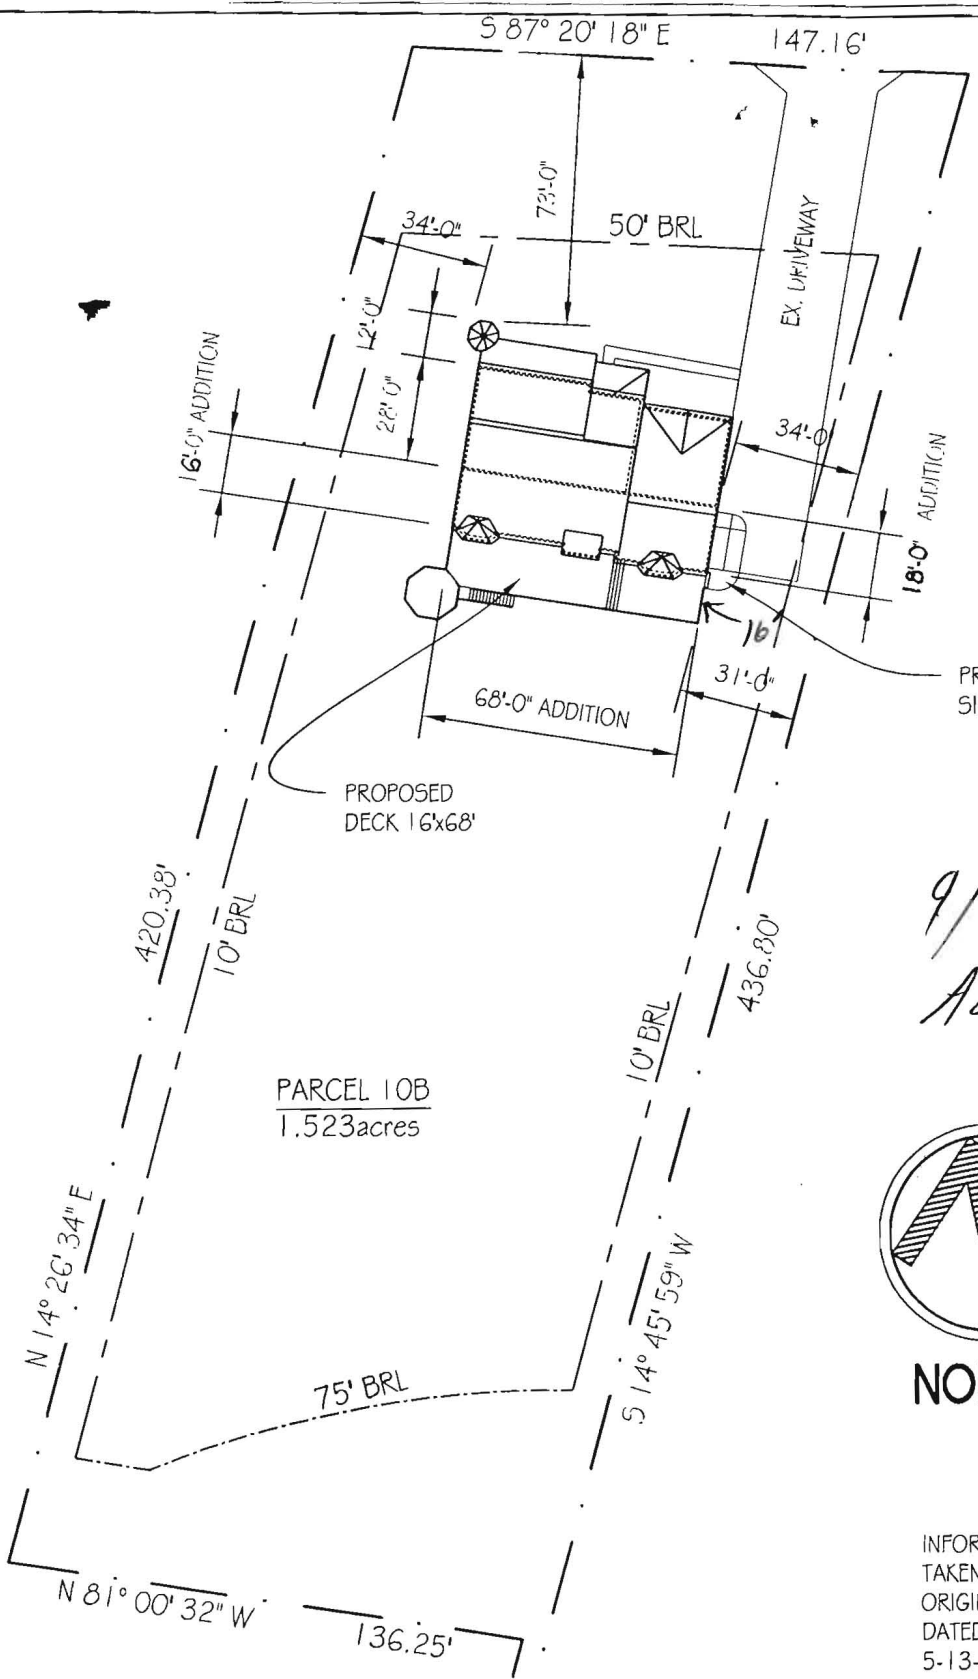 S 87° 20' 18" E
147.16'
73'-0"
34'-0"
50' BRL
EX. DRIVEWAY
12'-0"
28'-0"
16'-0" ADDITION
34'-0
18'-0" ADDITION
16
31'-0"
68'-0" ADDITION
PROPOSED
DECK 16'x68'
420.38'
10' BRL
436.80'
10' BRL
PARCEL 10B
1.523acres
N 14° 26' 34" E
S 14° 45' 59" W
75' BRL
NO
N 81° 00' 32" W
136.25'
INFOR
TAKEN
ORIGI
DATED
5-13-